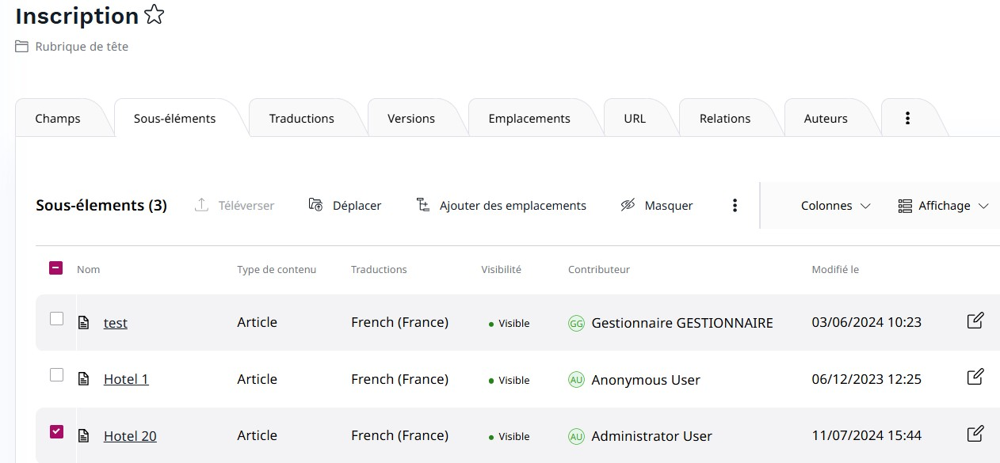 Inscription
Rubrique de tête
Champs Sous-éléments Traductions Versions Emplacements URL Relations Auteurs
Sous-élements (3) Téléverser Déplacer Ajouter des emplacements Masquer Colonnes Affichage
Nom Type de contenu Traductions Visibilité Contributeur Modifié le
test Article French (France) Visible GG Gestionnaire GESTIONNAIRE 03/06/2024 10:23
Hotel 1 Article French (France) Visible AU Anonymous User 06/12/2023 12:25
Hotel 20 Article French (France) Visible AU Administrator User 11/07/2024 15:44